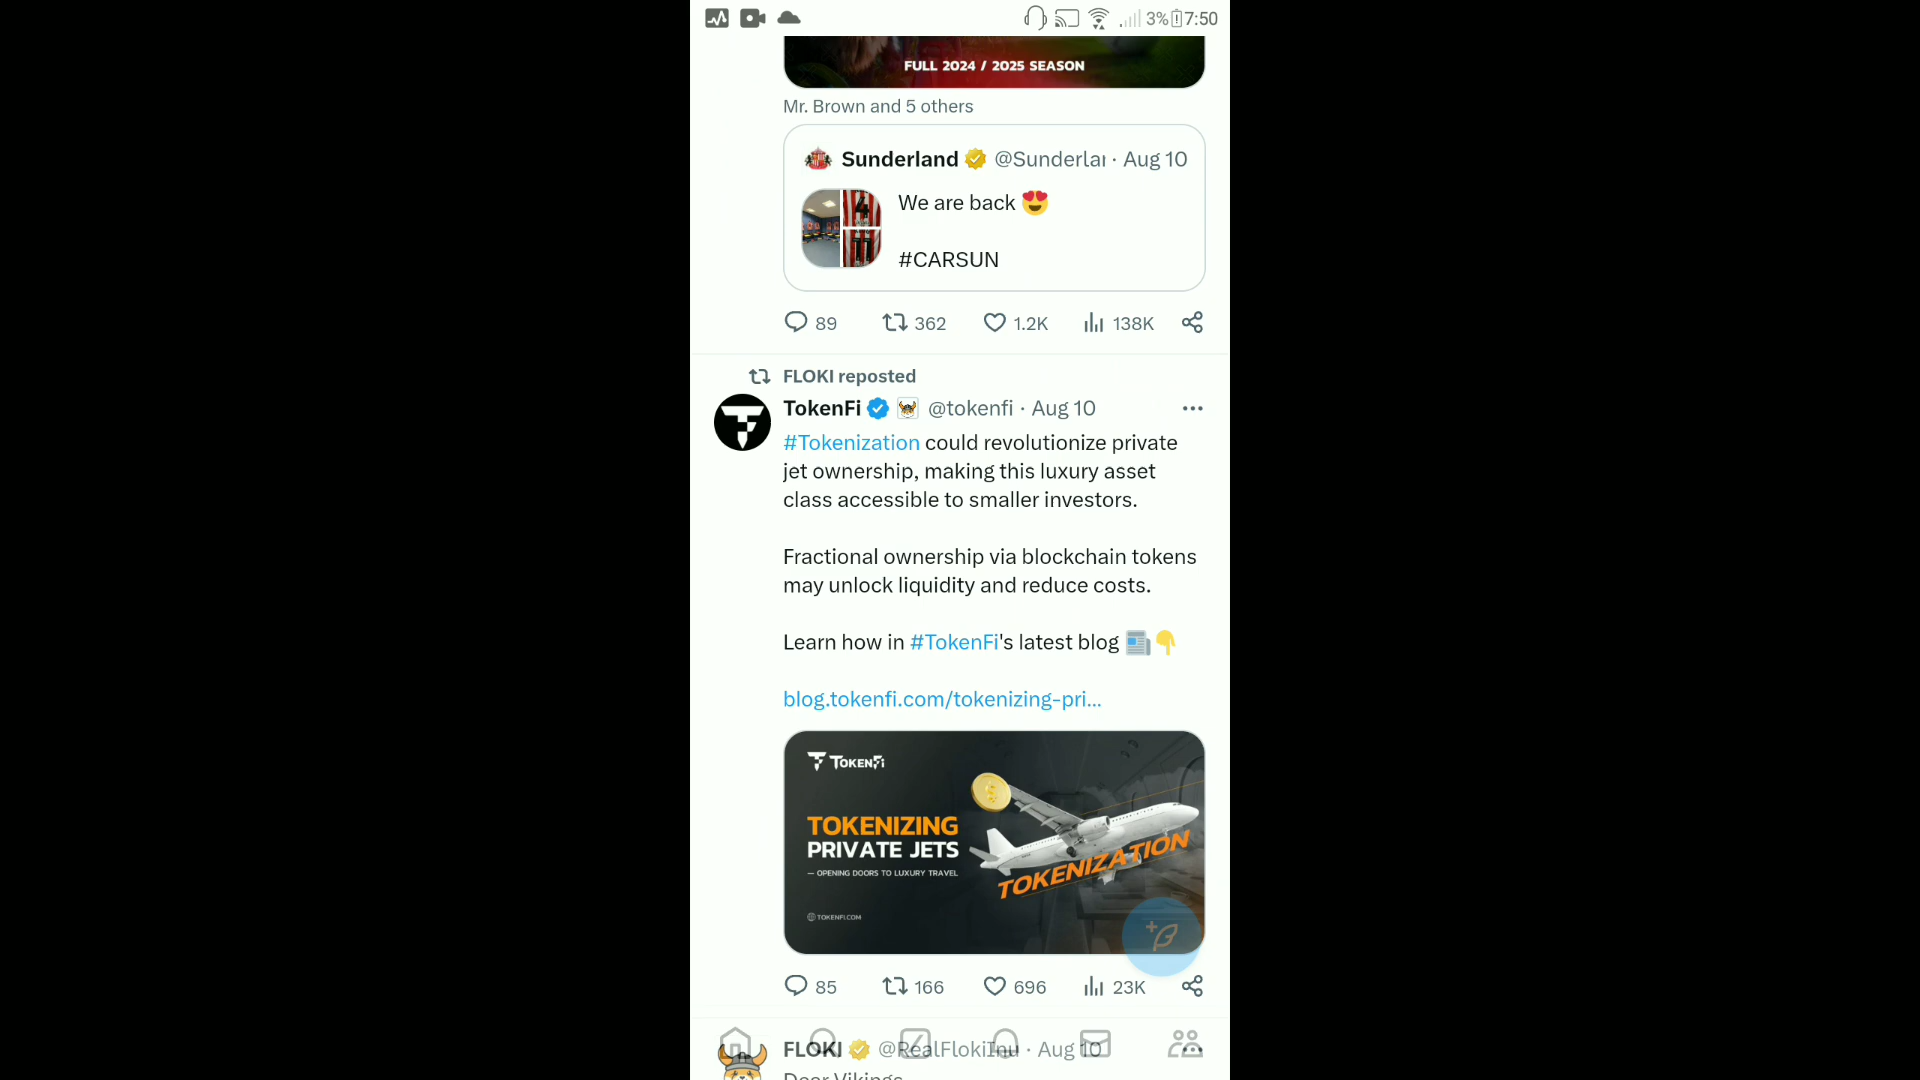 3% 7:50
FULL 2024 / 2025 SEASON
Mr. Brown and 5 others
Sunderland @Sunderlar · Aug 10
We are back 😍
#CARSUN
89 362 1.2K 138K
FLOKI reposted
TokenFi @tokenfi · Aug 10
#Tokenization could revolutionize private
jet ownership, making this luxury asset
class accessible to smaller investors.
Fractional ownership via blockchain tokens
may unlock liquidity and reduce costs.
Learn how in #TokenFi's latest blog 📰👇
blog.tokenfi.com/tokenizing-pri...
TOKENFI
TOKENIZING
PRIVATE JETS
— OPENING DOORS TO LUXURY TRAVEL
TOKENIZATION
TOKENFI.COM
85 166 696 23K
FLOKI @RealFlokiInu · Aug 10
Dear Vikings